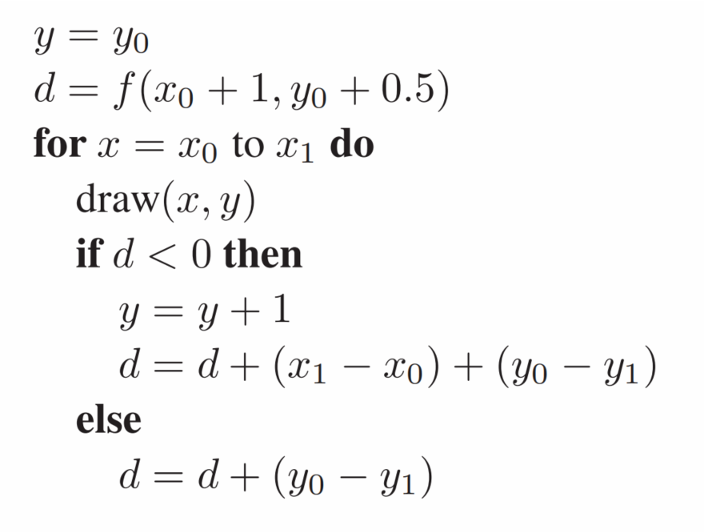 y = y₀
d = f(x₀ + 1, y₀ + 0.5)
for x = x₀ to x₁ do
draw(x, y)
if d < 0 then
y = y + 1
d = d + (x₁ − x₀) + (y₀ − y₁)
else
d = d + (y₀ − y₁)